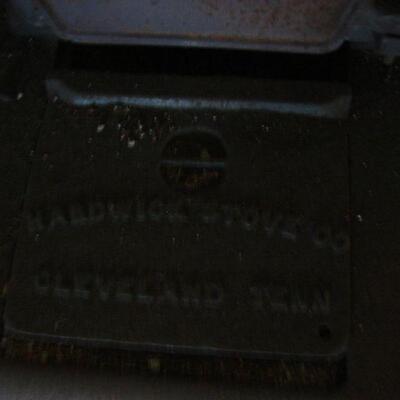 HARDWICK STOVE CO
CLEVELAND TENN